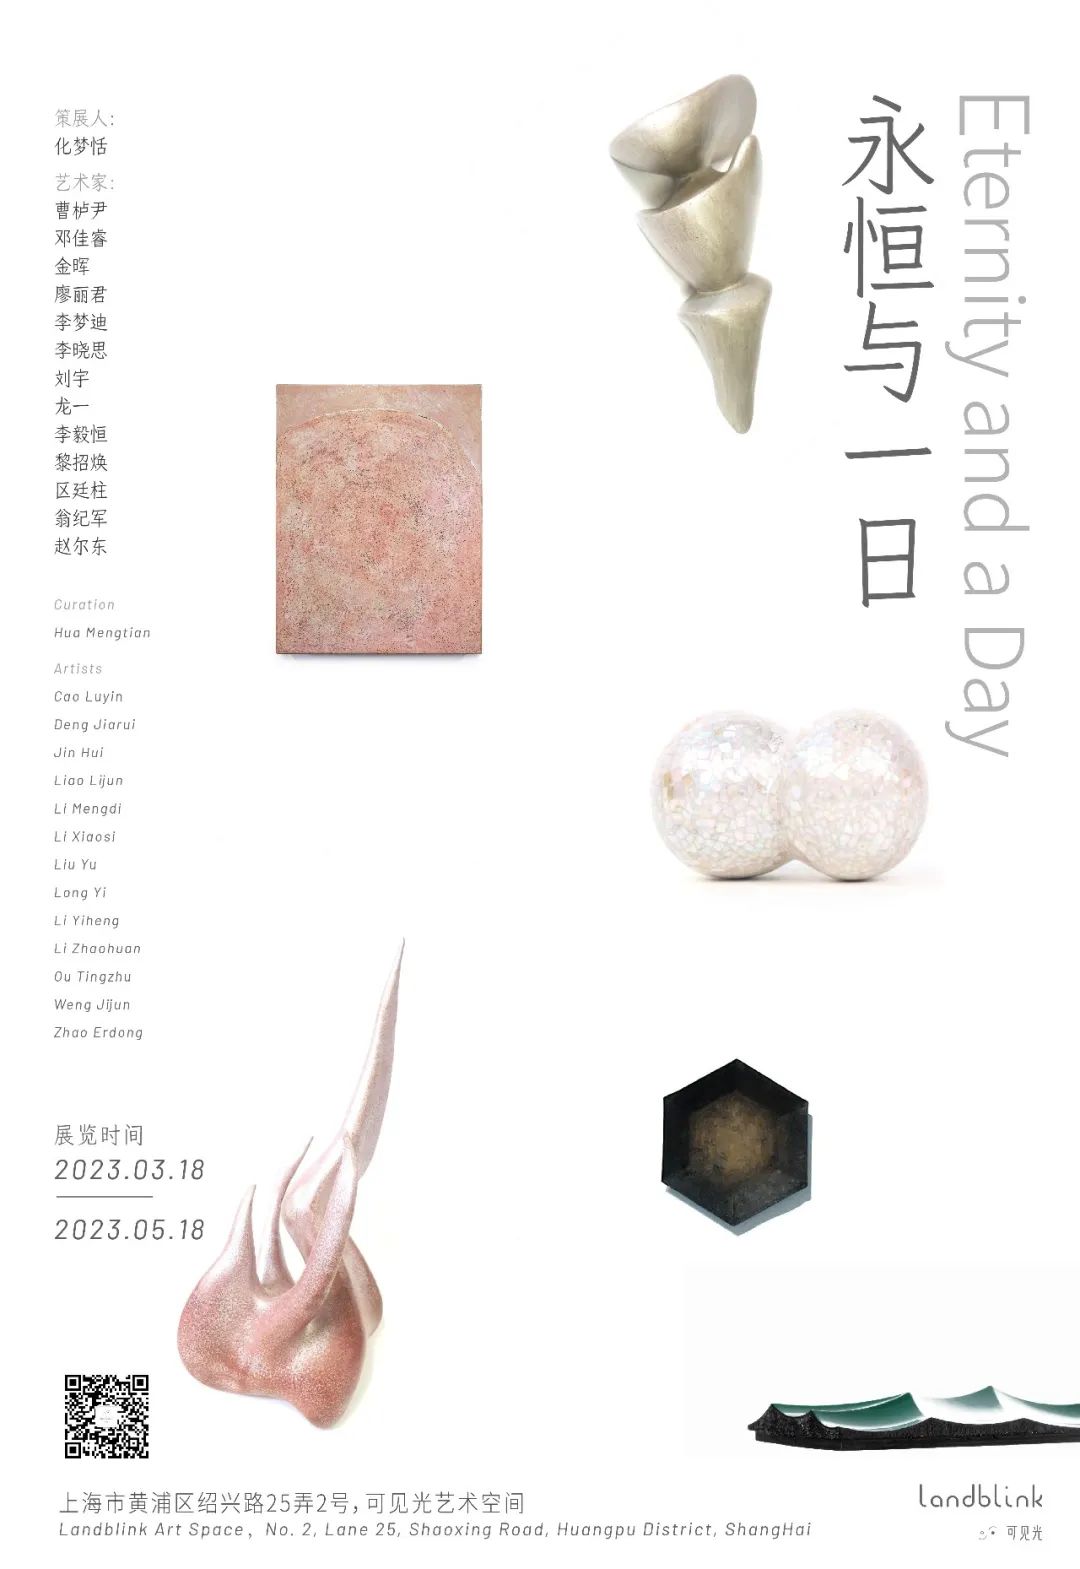 永恒与一日
Eternity and a Day
策展人:
化梦恬
艺术家:
曹栌尹
邓佳睿
金晖
廖丽君
李梦迪
李晓思
刘宇
龙一
李毅恒
黎招焕
区廷柱
翁纪军
赵尔东
Curation
Hua Mengtian
Artists
Cao Luyin
Deng Jiarui
Jin Hui
Liao Lijun
Li Mengdi
Li Xiaosi
Liu Yu
Long Yi
Li Yiheng
Li Zhaohuan
Ou Tingzhu
Weng Jijun
Zhao Erdong
展览时间
2023.03.18
2023.05.18
上海市黄浦区绍兴路25弄2号,可见光艺术空间
Landblink Art Space，No. 2, Lane 25, Shaoxing Road, Huangpu District, ShangHai
landblink
可见光